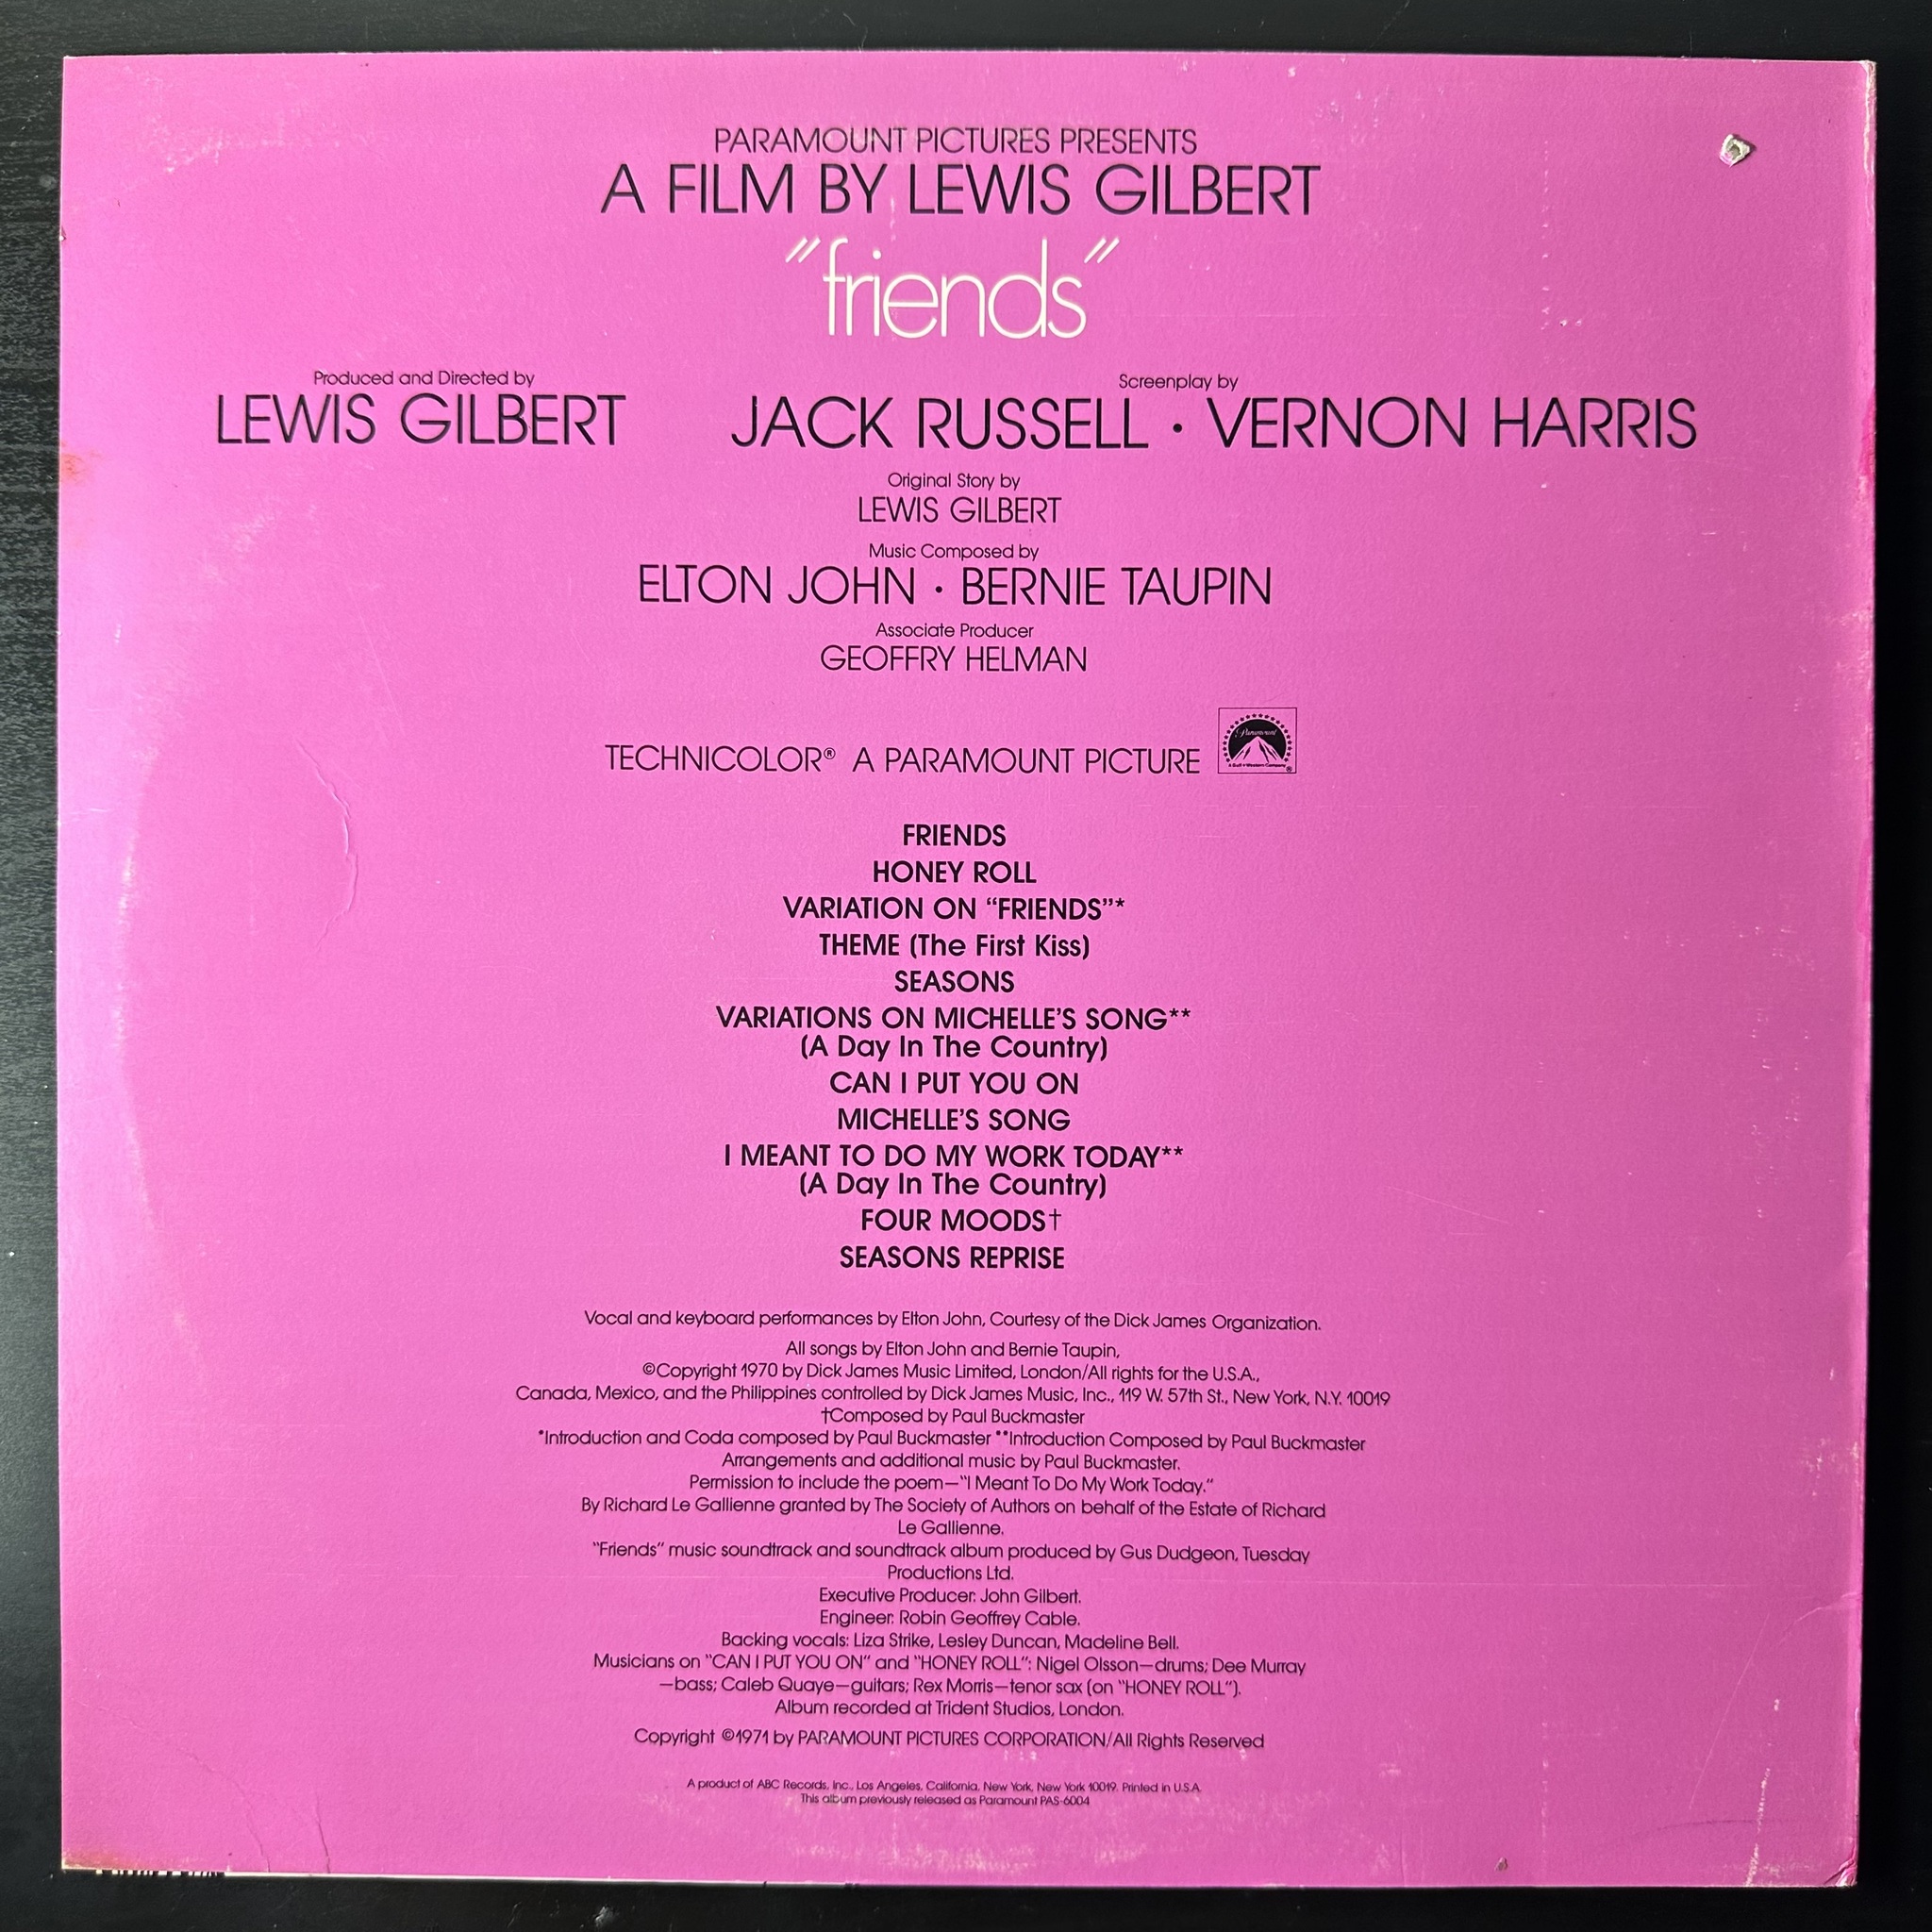 PARAMOUNT PICTURES PRESENTS
A FILM BY LEWIS GILBERT
"friends"
Produced and Directed by
LEWIS GILBERT
Screenplay by
JACK RUSSELL • VERNON HARRIS
Original Story by
LEWIS GILBERT
Music Composed by
ELTON JOHN • BERNIE TAUPIN
Associate Producer
GEOFFRY HELMAN
TECHNICOLOR® A PARAMOUNT PICTURE
Paramount
A Gulf + Western Company
®
FRIENDS
HONEY ROLL
VARIATION ON “FRIENDS”*
THEME (The First Kiss)
SEASONS
VARIATIONS ON MICHELLE’S SONG**
(A Day In The Country)
CAN I PUT YOU ON
MICHELLE’S SONG
I MEANT TO DO MY WORK TODAY**
(A Day In The Country)
FOUR MOODS†
SEASONS REPRISE
Vocal and keyboard performances by Elton John, Courtesy of the Dick James Organization.
All songs by Elton John and Bernie Taupin,
©Copyright 1970 by Dick James Music Limited, London/All rights for the U.S.A.,
Canada, Mexico, and the Philippines controlled by Dick James Music, Inc., 119 W. 57th St., New York, N.Y. 10019
†Composed by Paul Buckmaster
*Introduction and Coda composed by Paul Buckmaster **Introduction Composed by Paul Buckmaster
Arrangements and additional music by Paul Buckmaster.
Permission to include the poem—"I Meant To Do My Work Today."
By Richard Le Gallienne granted by The Society of Authors on behalf of the Estate of Richard
Le Gallienne.
"Friends" music soundtrack and soundtrack album produced by Gus Dudgeon, Tuesday
Productions Ltd.
Executive Producer: John Gilbert.
Engineer: Robin Geoffrey Cable.
Backing vocals: Liza Strike, Lesley Duncan, Madeline Bell.
Musicians on "CAN I PUT YOU ON" and "HONEY ROLL": Nigel Olsson—drums; Dee Murray
—bass; Caleb Quaye—guitars; Rex Morris—tenor sax (on "HONEY ROLL").
Album recorded at Trident Studios, London.
Copyright ©1971 by PARAMOUNT PICTURES CORPORATION/All Rights Reserved
A product of ABC Records, Inc., Los Angeles, California, New York, New York 10019. Printed in U.S.A.
This album previously released as Paramount PAS-6004